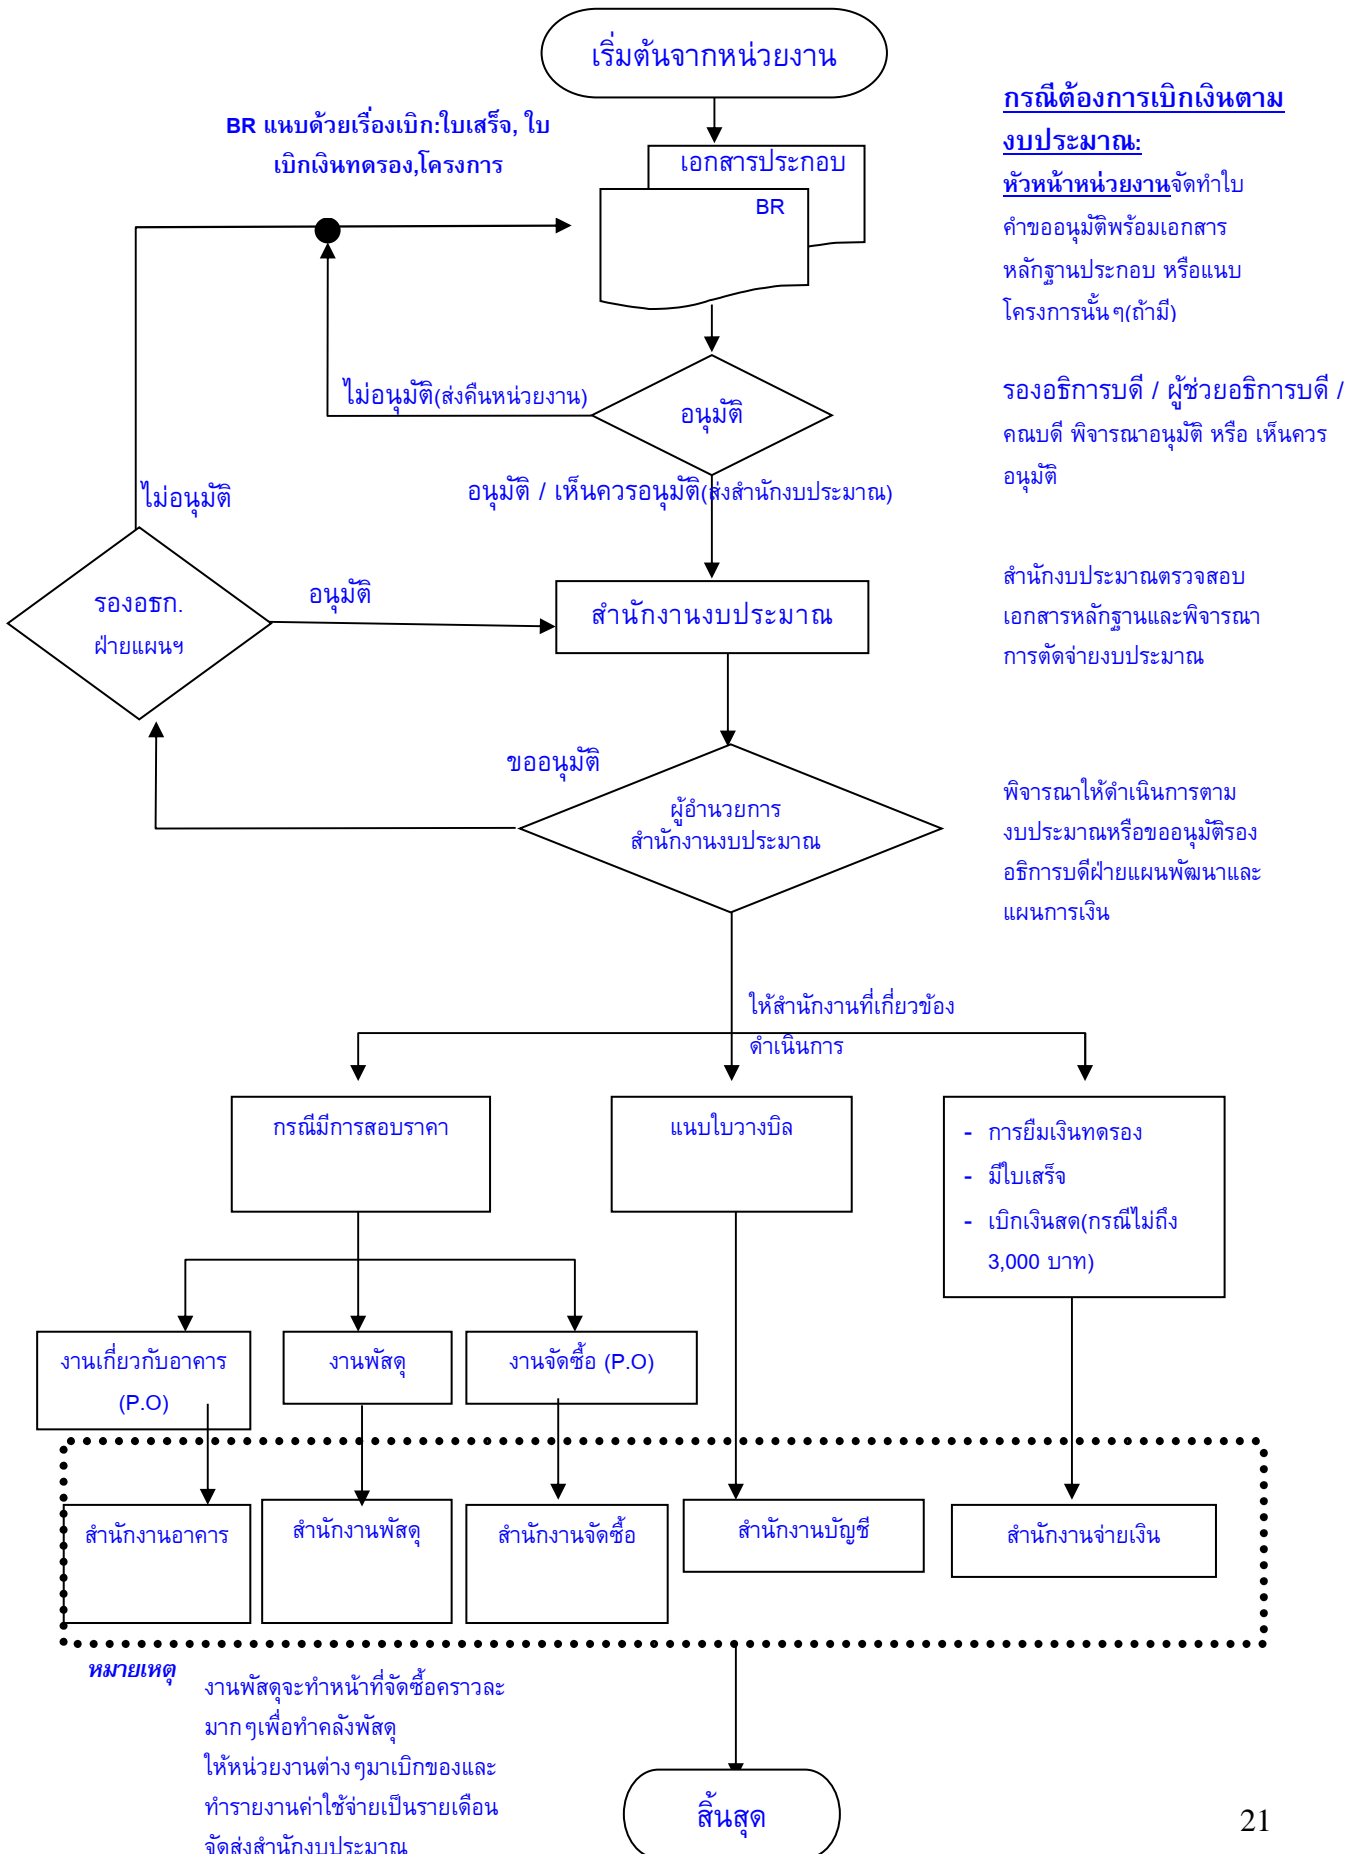 เริ่มต้นจากหน่วยงาน
BR แนบด้วยเรื่องเบิก:ใบเสร็จ, ใบ
เบิกเงินทดรอง,โครงการ
เอกสารประกอบ
BR
กรณีต้องการเบิกเงินตาม
งบประมาณ:
หัวหน้าหน่วยงานจัดทำใบ
คำขออนุมัติพร้อมเอกสาร
หลักฐานประกอบ หรือแนบ
โครงการนั้น ๆ(ถ้ามี)
ไม่อนุมัติ(ส่งคืนหน่วยงาน)
อนุมัติ
รองอธิการบดี / ผู้ช่วยอธิการบดี /
คณบดี พิจารณาอนุมัติ หรือ เห็นควร
อนุมัติ
ไม่อนุมัติ
อนุมัติ / เห็นควรอนุมัติ(ส่งสำนักงบประมาณ)
รองอธก.
ฝ่ายแผนฯ
อนุมัติ
สำนักงานงบประมาณ
สำนักงบประมาณตรวจสอบ
เอกสารหลักฐานและพิจารณา
การตัดจ่ายงบประมาณ
ขออนุมัติ
ผู้อำนวยการ
สำนักงานงบประมาณ
พิจารณาให้ดำเนินการตาม
งบประมาณหรือขออนุมัติรอง
อธิการบดีฝ่ายแผนพัฒนาและ
แผนการเงิน
ให้สำนักงานที่เกี่ยวข้อง
ดำเนินการ
กรณีมีการสอบราคา
แนบใบวางบิล
- การยืมเงินทดรอง
- มีใบเสร็จ
- เบิกเงินสด(กรณีไม่ถึง
3,000 บาท)
งานเกี่ยวกับอาคาร
(P.O)
งานพัสดุ
งานจัดซื้อ (P.O)
สำนักงานอาคาร
สำนักงานพัสดุ
สำนักงานจัดซื้อ
สำนักงานบัญชี
สำนักงานจ่ายเงิน
หมายเหตุ
งานพัสดุจะทำหน้าที่จัดซื้อคราวละ
มาก ๆเพื่อทำคลังพัสดุ
ให้หน่วยงานต่าง ๆมาเบิกของและ
ทำรายงานค่าใช้จ่ายเป็นรายเดือน
จัดส่งสำนักงบประมาณ
สิ้นสุด
21